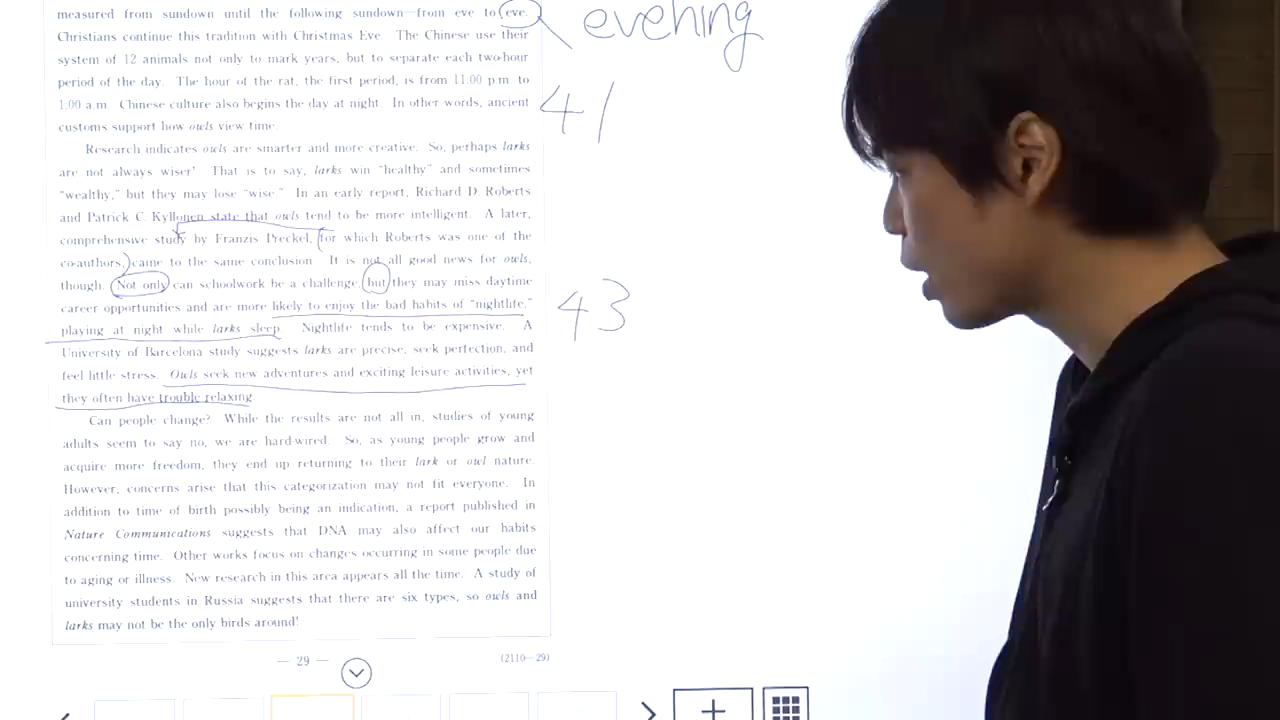 measured from sundown until the following sundown—from eve to eve.
Christians continue this tradition with Christmas Eve. The Chinese use their
system of 12 animals not only to mark years, but to separate each two-hour
period of the day. The hour of the rat, the first period, is from 11:00 p.m. to
1:00 a.m. Chinese culture also begins the day at night. In other words, ancient
customs support how owls view time.
Research indicates owls are smarter and more creative. So, perhaps larks
are not always wiser! That is to say, larks win "healthy" and sometimes
"wealthy," but they may lose "wise." In an early report, Richard D. Roberts
and Patrick C. Kyllonen state that owls tend to be more intelligent. A later,
comprehensive study by Franzis Preckel, for which Roberts was one of the
co-authors, came to the same conclusion. It is not all good news for owls,
though. Not only can schoolwork be a challenge, but they may miss daytime
career opportunities and are more likely to enjoy the bad habits of "nightlife,"
playing at night while larks sleep. Nightlife tends to be expensive. A
University of Barcelona study suggests larks are precise, seek perfection, and
feel little stress. Owls seek new adventures and exciting leisure activities, yet
they often have trouble relaxing.
Can people change? While the results are not all in, studies of young
adults seem to say no, we are hard-wired. So, as young people grow and
acquire more freedom, they end up returning to their lark or owl nature.
However, concerns arise that this categorization may not fit everyone. In
addition to time of birth possibly being an indication, a report published in
Nature Communications suggests that DNA may also affect our habits
concerning time. Other works focus on changes occurring in some people due
to aging or illness. New research in this area appears all the time. A study of
university students in Russia suggests that there are six types, so owls and
larks may not be the only birds around!
— 29 —
(2110—29)
evening
41
43